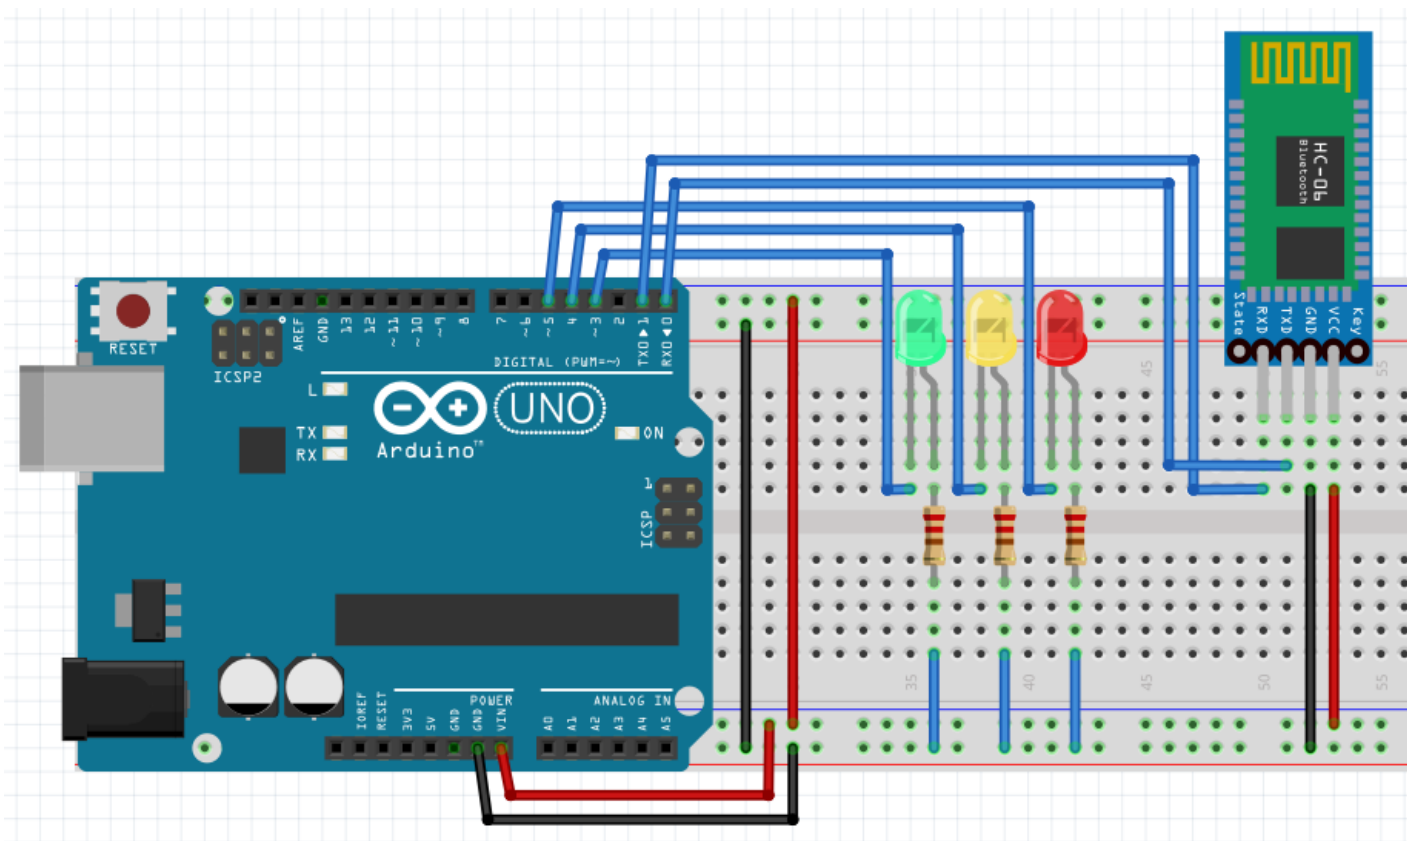 HC-06
Bluetooth
State
RXD
TXD
GND
VCC
Key
RESET
ICSP2
AREF
GND
13
12
~11
~10
~9
8
7
~6
~5
4
~3
2
TX0▶1
RX0◀0
DIGITAL (PWM=~)
L
TX
RX
UNO
Arduino™
ON
1
ICSP
45
55
35
40
45
50
55
POWER
ANALOG IN
IOREF
RESET
3V3
5V
GND
GND
VIN
A0
A1
A2
A3
A4
A5